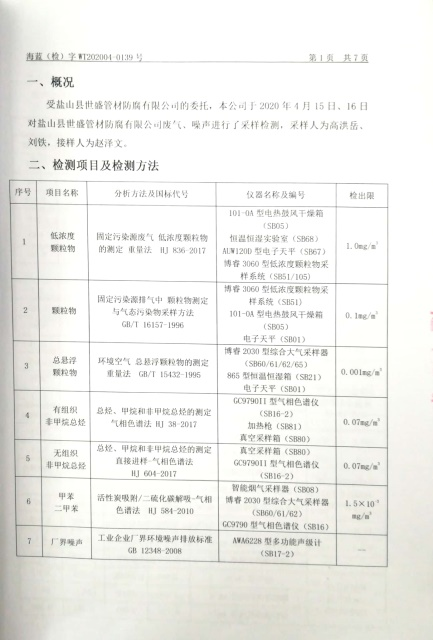 海蓝（检）字 WT202004-0139 号 第 1 页 共 7 页
一、概况
受盐山县世盛管材防腐有限公司的委托，本公司于 2020 年 4 月 15 日、16 日
对盐山县世盛管材防腐有限公司废气、噪声进行了采样检测，采样人为高洪岳、
刘铁，接样人为赵泽文。
二、检测项目及检测方法
序号 项目名称 分析方法及国标代号 仪器名称及编号 检出限
1
低浓度
颗粒物
固定污染源废气 低浓度颗粒物
的测定 重量法 HJ 836-2017
101-0A 型电热鼓风干燥箱
（SB05）
恒温恒湿实验室（SB68）
AUW120D 型电子天平（SB67）
博睿 3060 型低浓度颗粒物采
样系统（SB51/105）
1.0mg/m³
2
颗粒物
固定污染源排气中 颗粒物测定
与气态污染物采样方法
GB/T 16157-1996
博睿 3060 型低浓度颗粒物采
样系统（SB51）
101-0A 型电热鼓风干燥箱
（SB05）
电子天平（SB01）
0.1mg/m³
3
总悬浮
颗粒物
环境空气 总悬浮颗粒物的测定
重量法 GB/T 15432-1995
博睿 2030 型综合大气采样器
（SB60/61/62/65）
865 型恒温恒湿箱（SB21）
电子天平（SB01）
0.001mg/m³
4
有组织
非甲烷总烃
总烃、甲烷和非甲烷总烃的测定
气相色谱法 HJ 38-2017
GC9790II 型气相色谱仪
（SB16-2）
加热枪（SB81）
真空采样箱（SB80）
0.07mg/m³
5
无组织
非甲烷总烃
总烃、甲烷和非甲烷总烃的测定
直接进样-气相色谱法
HJ 604-2017
真空采样箱（SB80）
GC9790II 型气相色谱仪
（SB16-2）
0.07mg/m³
6
甲苯
二甲苯
活性炭吸附/二硫化碳解吸-气相
色谱法 HJ 584-2010
智能烟气采样器（SB08）
博睿 2030 型综合大气采样器
（SB60/61/62）
GC9790 型气相色谱仪（SB16）
1.5×10⁻³
mg/m³
7
厂界噪声
工业企业厂界环境噪声排放标准
GB 12348-2008
AWA6228 型多功能声级计
（SB17-2）
—